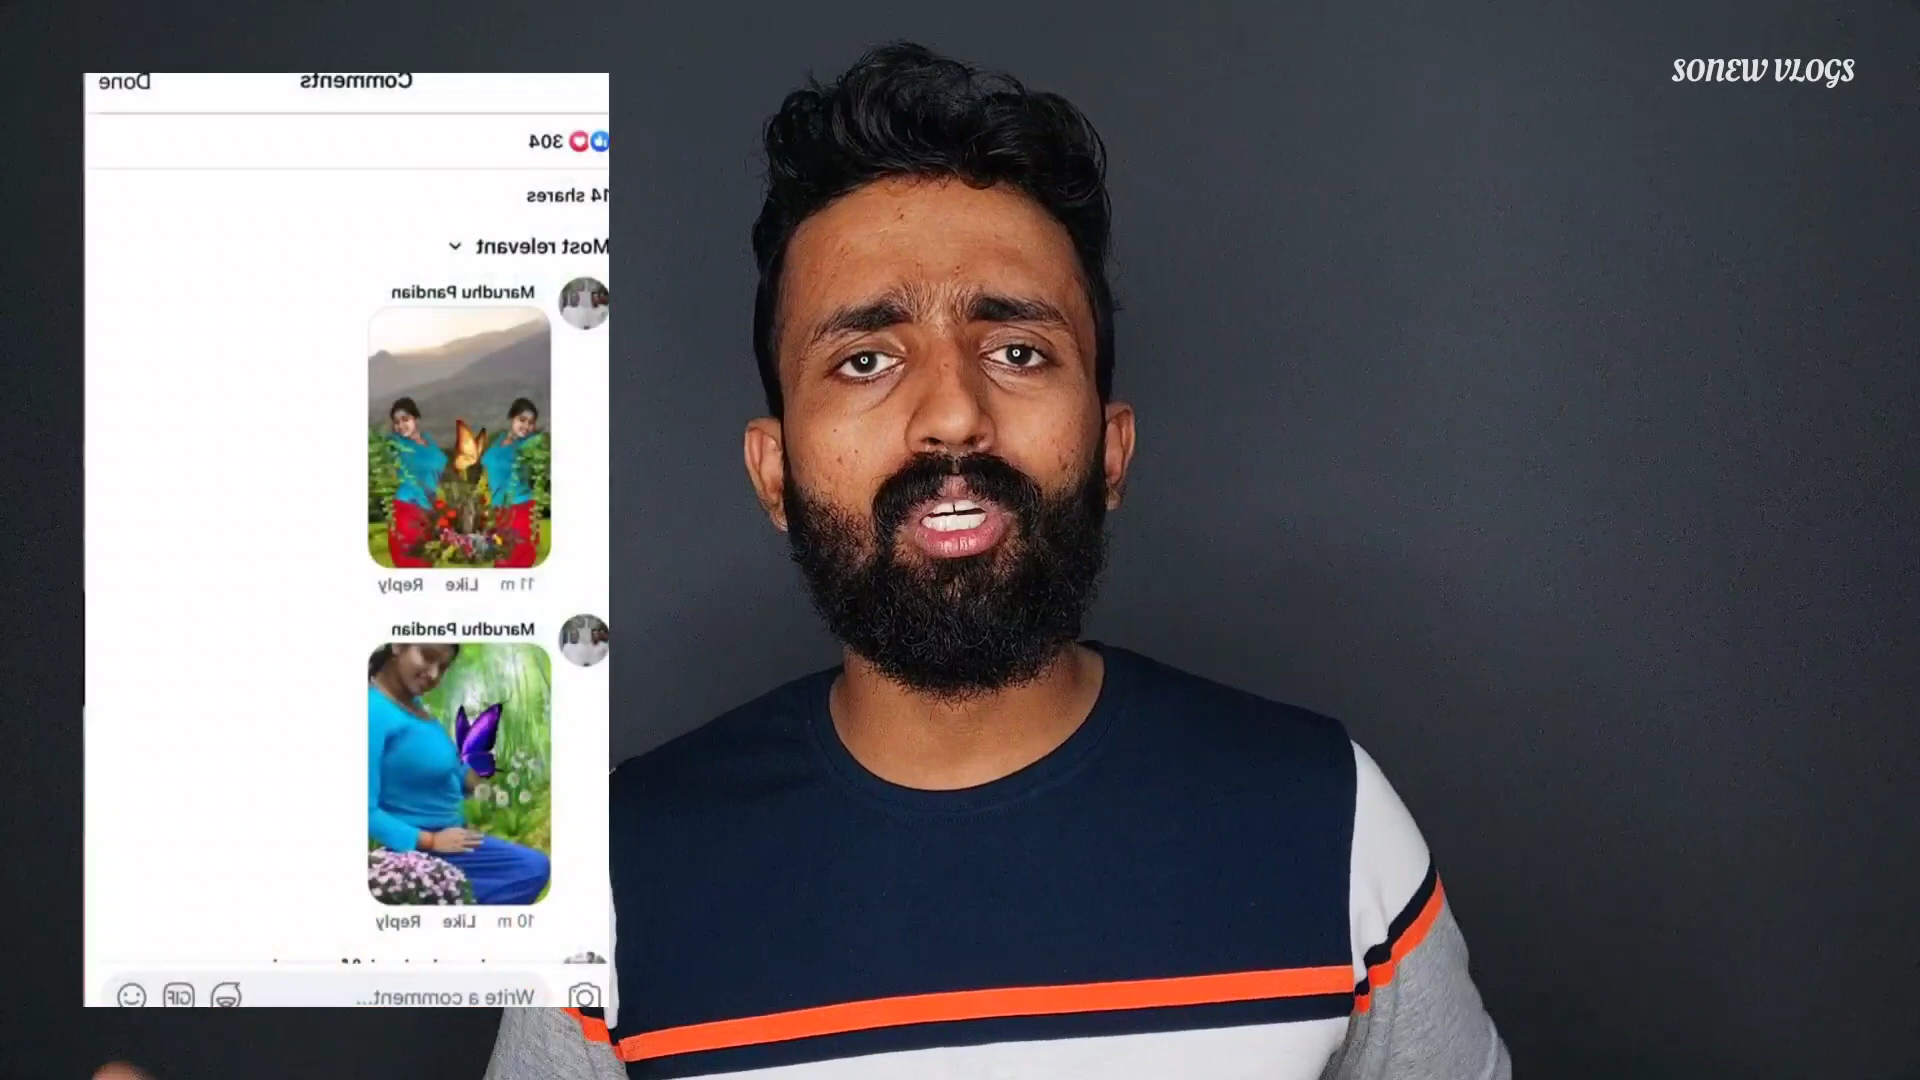 Done Comments
304
14 shares
Most relevant
Marudhu Pandian
11 m Like Reply
Marudhu Pandian
10 m Like Reply
Write a comment...
GIF
SONEW VLOGS